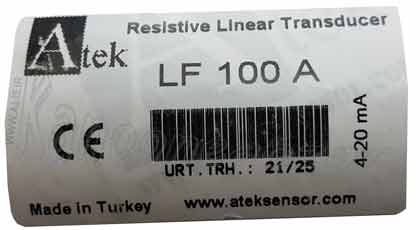 Resistive Linear Transducer
Atek
LF 100 A
CE
4-20 mA
URT.TRH.: 21/25
Made in Turkey
www.ateksensor.com